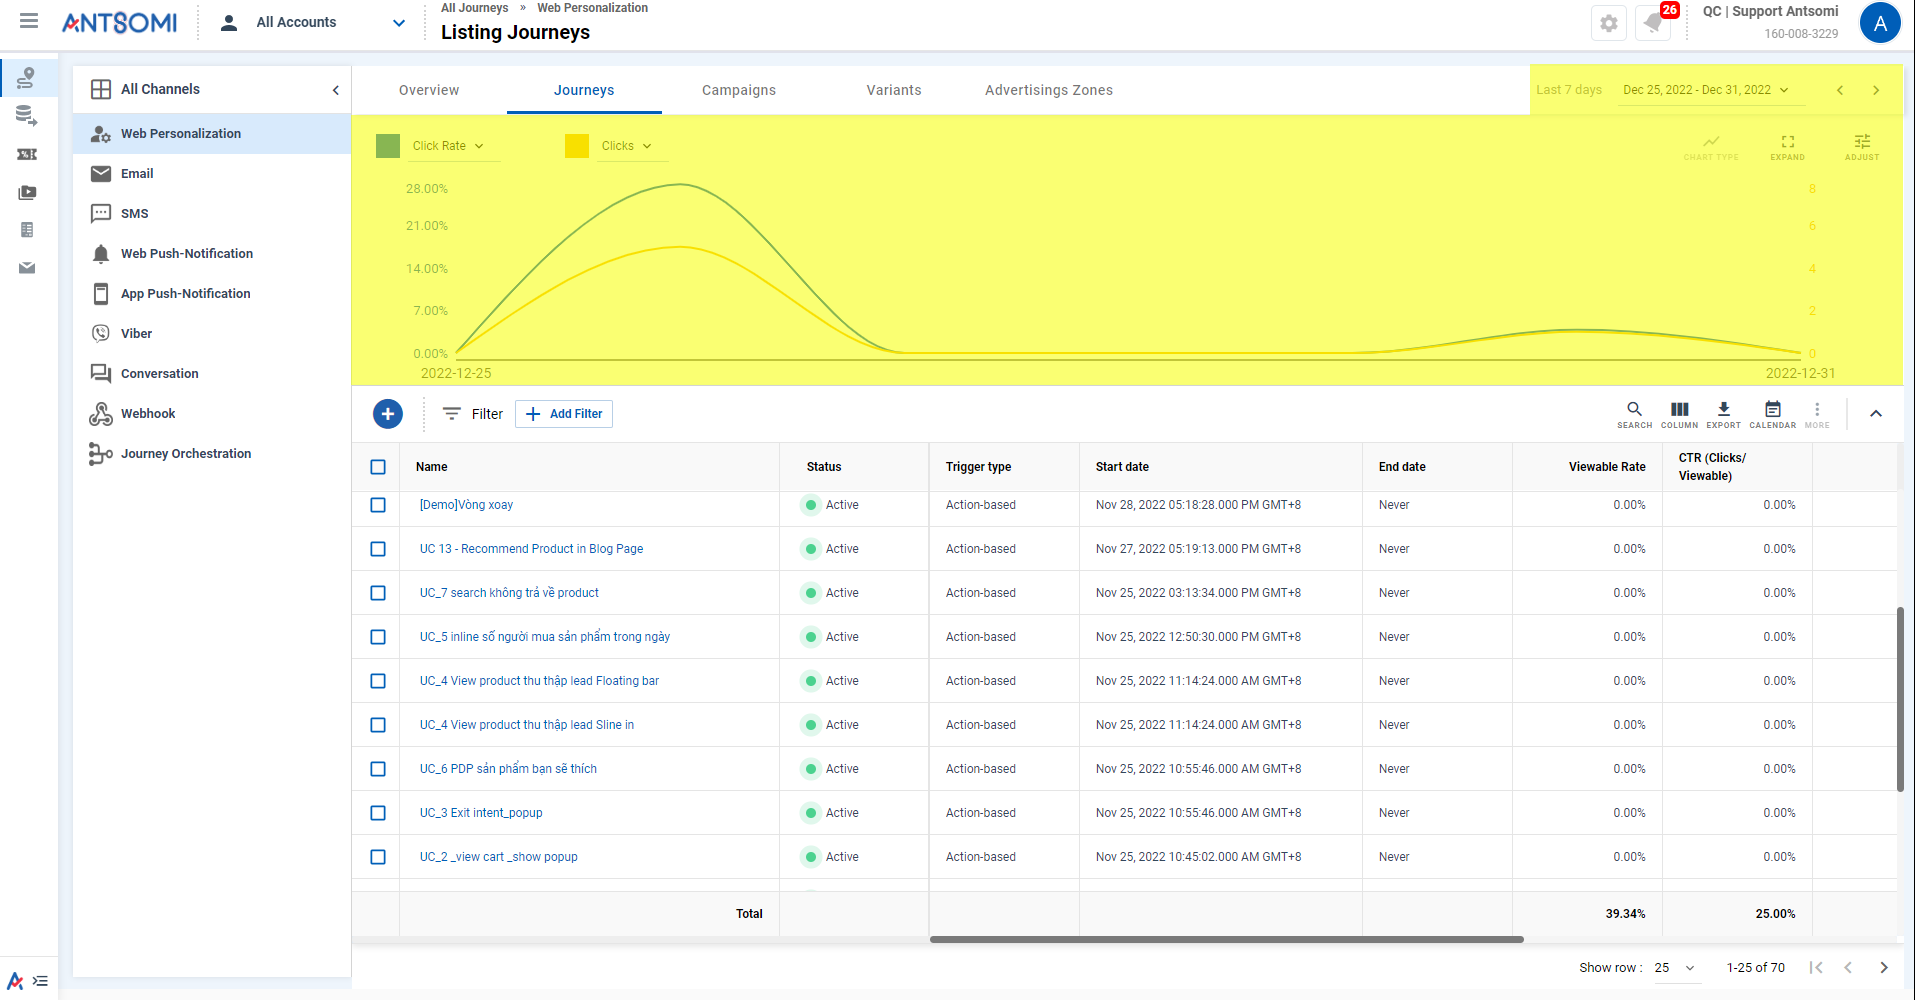 ANTSOMI
All Accounts
All Journeys » Web Personalization
Listing Journeys
26
QC | Support Antsomi
160-008-3229
A
All Channels
Web Personalization
Email
SMS
Web Push-Notification
App Push-Notification
Viber
Conversation
Webhook
Journey Orchestration
Overview
Journeys
Campaigns
Variants
Advertisings Zones
Last 7 days
Dec 25, 2022 - Dec 31, 2022
Click Rate
Clicks
CHART TYPE
EXPAND
ADJUST
28.00%
21.00%
14.00%
7.00%
0.00%
8
6
4
2
0
2022-12-25
2022-12-31
Filter
Add Filter
SEARCH
COLUMN
EXPORT
CALENDAR
MORE
Name Status Trigger type Start date End date Viewable Rate CTR (Clicks/
Viewable)
[Demo]Vòng xoay Active Action-based Nov 28, 2022 05:18:28.000 PM GMT+8 Never 0.00% 0.00%
UC 13 - Recommend Product in Blog Page Active Action-based Nov 27, 2022 05:19:13.000 PM GMT+8 Never 0.00% 0.00%
UC_7 search không trả về product Active Action-based Nov 25, 2022 03:13:34.000 PM GMT+8 Never 0.00% 0.00%
UC_5 inline số người mua sản phẩm trong ngày Active Action-based Nov 25, 2022 12:50:30.000 PM GMT+8 Never 0.00% 0.00%
UC_4 View product thu thập lead Floating bar Active Action-based Nov 25, 2022 11:14:24.000 AM GMT+8 Never 0.00% 0.00%
UC_4 View product thu thập lead Sline in Active Action-based Nov 25, 2022 11:14:24.000 AM GMT+8 Never 0.00% 0.00%
UC_6 PDP sản phẩm bạn sẽ thích Active Action-based Nov 25, 2022 10:55:46.000 AM GMT+8 Never 0.00% 0.00%
UC_3 Exit intent_popup Active Action-based Nov 25, 2022 10:55:46.000 AM GMT+8 Never 0.00% 0.00%
UC_2 _view cart _show popup Active Action-based Nov 25, 2022 10:45:02.000 AM GMT+8 Never 0.00% 0.00%
Total 39.34% 25.00%
Show row : 25 1-25 of 70